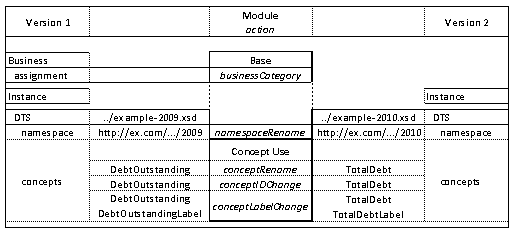 Version 1 Module Version 2
action
Business Base
assignment businessCategory
Instance Instance
DTS ../example-2009.xsd ../example-2010.xsd DTS
namespace http://ex.com/.../2009 namespaceRename http://ex.com/.../2010 namespace
Concept Use
DebtOutstanding conceptRename TotalDebt
concepts DebtOutstanding conceptIDChange TotalDebt concepts
DebtOutstanding conceptLabelChange TotalDebt
DebtOutstandingLabel TotalDebtLabel